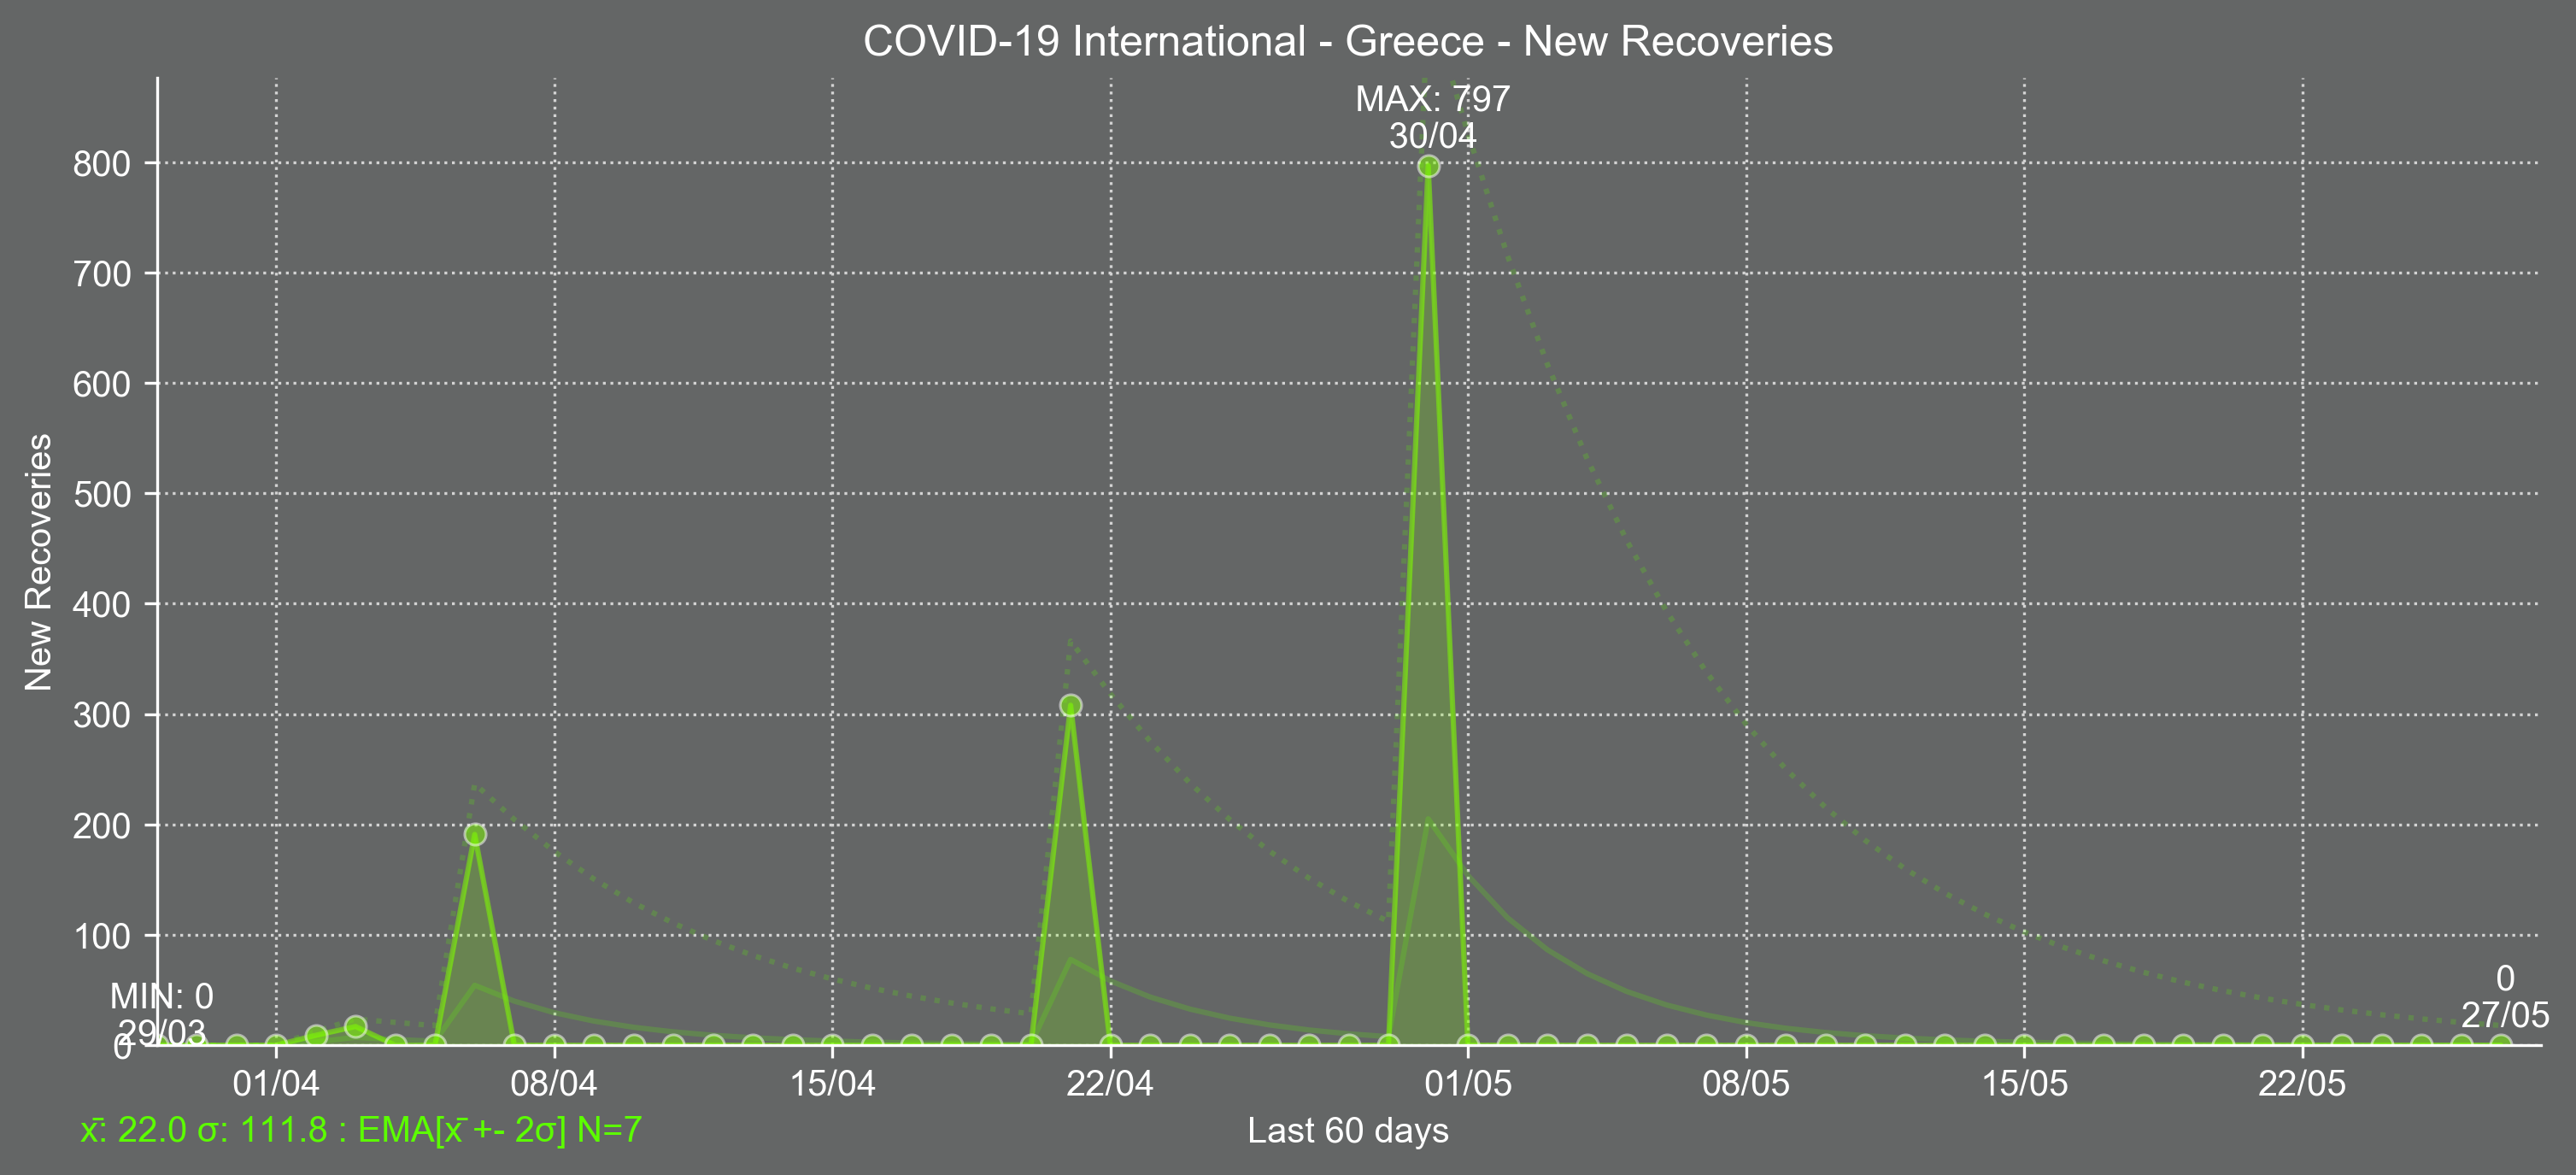 COVID-19 International - Greece - New Recoveries
MAX: 797
30/04
800
700
600
500
400
300
200
100
0
New Recoveries
MIN: 0
29/03
0
27/05
01/04 08/04 15/04 22/04 01/05 08/05 15/05 22/05
x̄: 22.0 σ: 111.8 : EMA[x̄ +- 2σ] N=7
Last 60 days